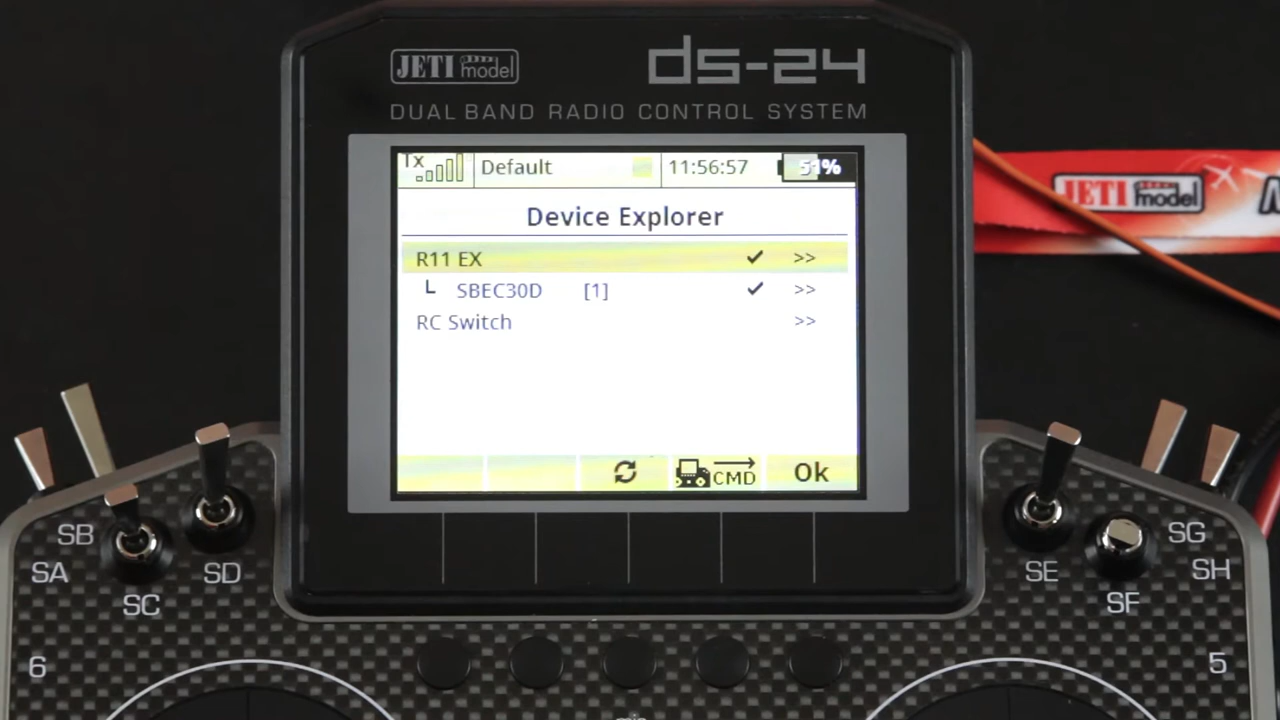 JETI model ds-24
DUAL BAND RADIO CONTROL SYSTEM
Tx Default 11:56:57 51%
Device Explorer
R11 EX >>
SBEC30D [1] >>
RC Switch >>
CMD Ok
JETI model
SB
SA
SD
SC
SE
SG
SH
SF
6
5